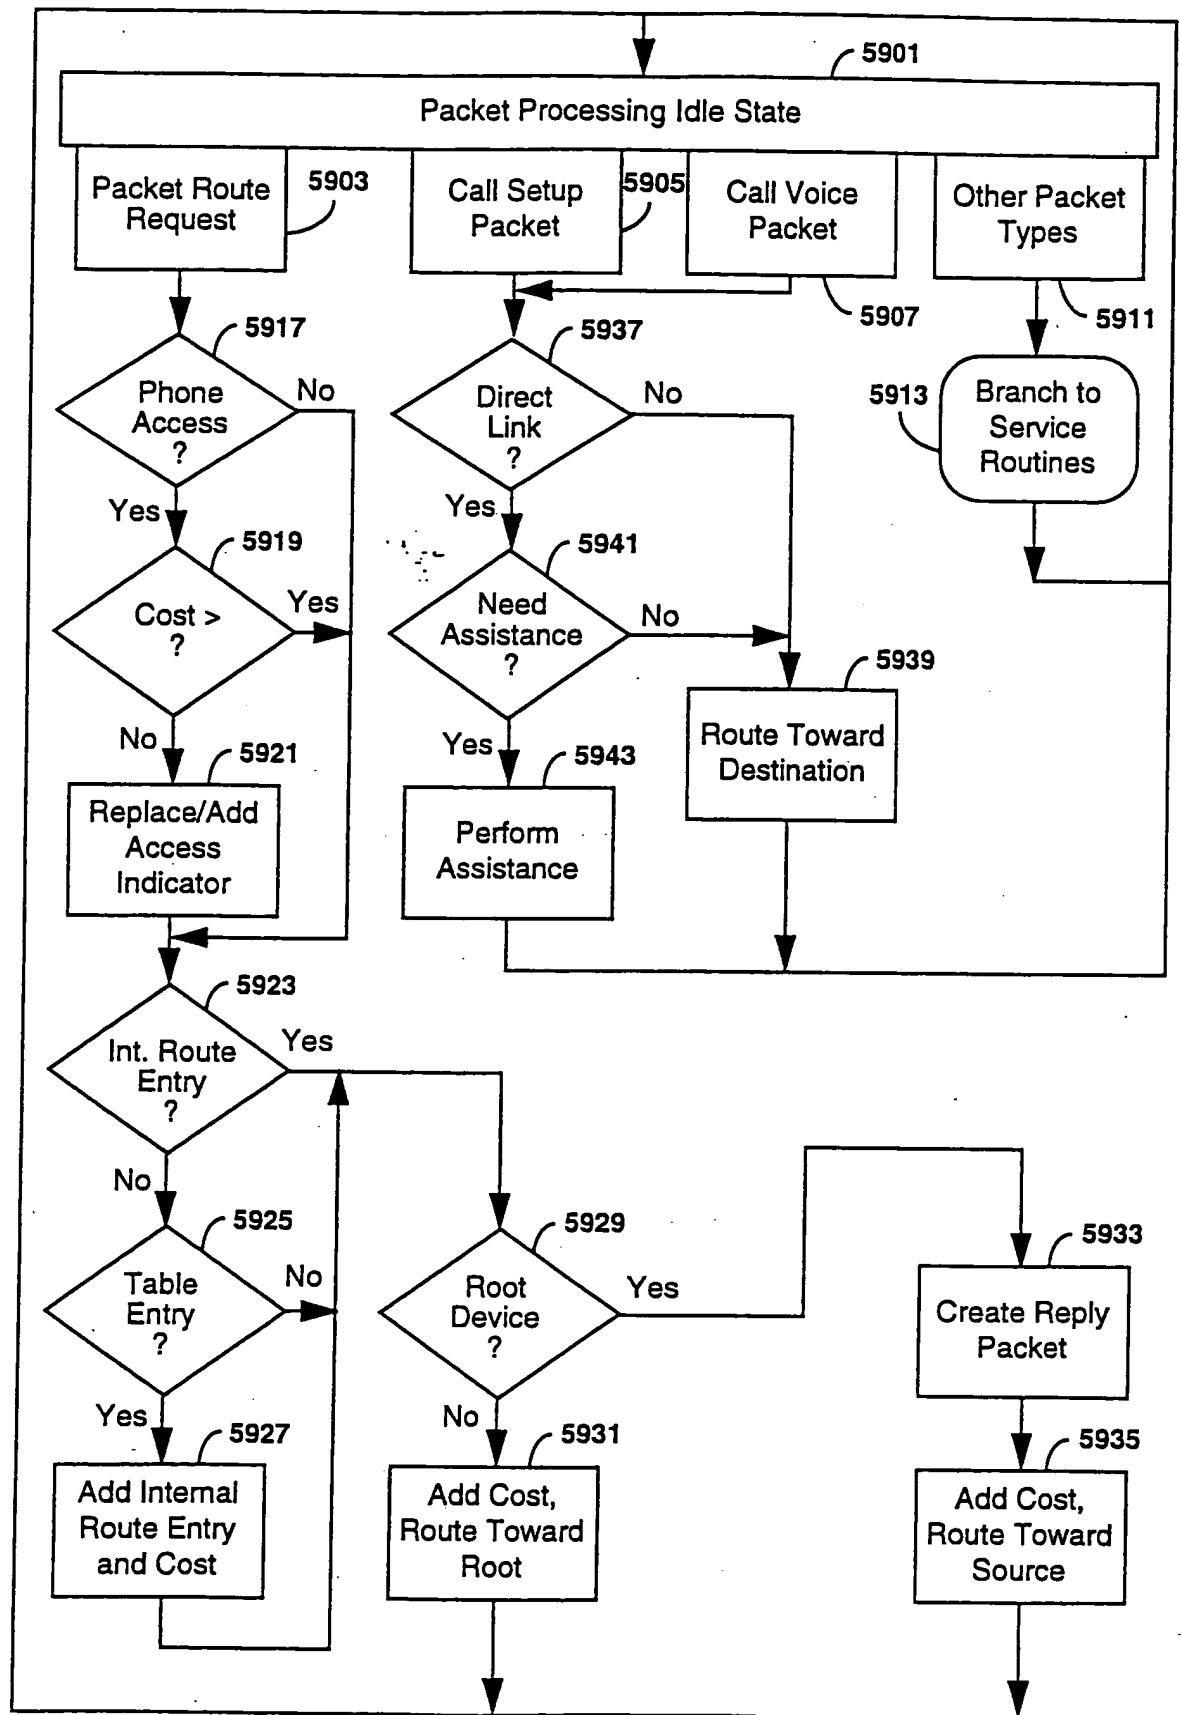 5901
Packet Processing Idle State
Packet Route
Request
5903
Call Setup
Packet
5905
Call Voice
Packet
5907
Other Packet
Types
5911
5917
Phone
Access
?
No
Yes
5937
Direct
Link
?
No
Yes
5913
Branch to
Service
Routines
5919
Cost >
?
Yes
No
5941
Need
Assistance
?
No
Yes
5939
Route Toward
Destination
5921
Replace/Add
Access
Indicator
5943
Perform
Assistance
5923
Int. Route
Entry
?
Yes
No
5925
Table
Entry
?
No
Yes
5929
Root
Device
?
Yes
No
5933
Create Reply
Packet
5927
Add Internal
Route Entry
and Cost
5931
Add Cost,
Route Toward
Root
5935
Add Cost,
Route Toward
Source